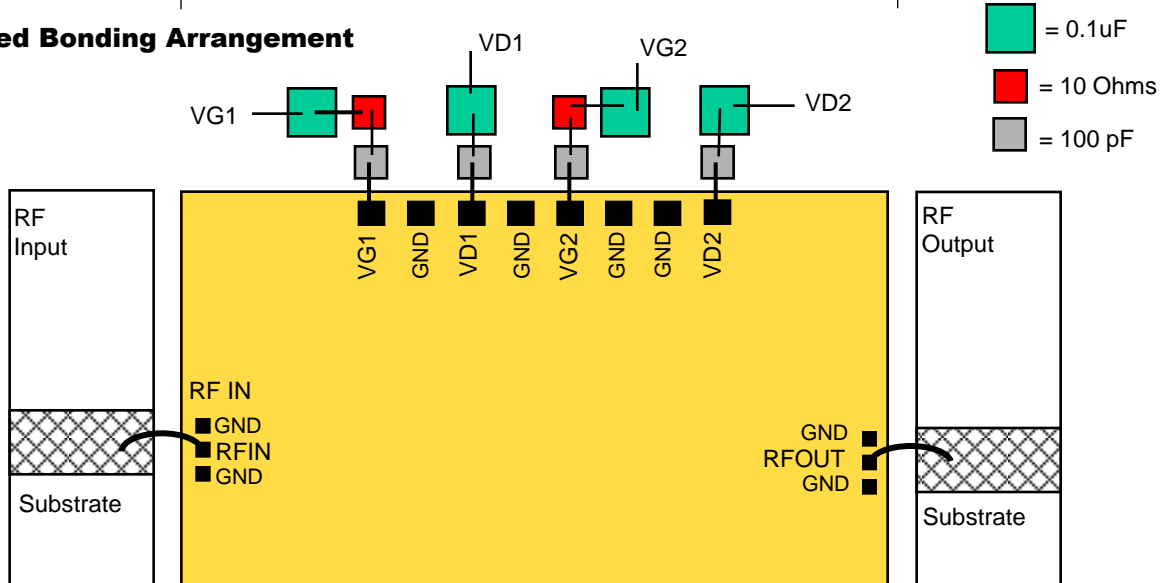 ed Bonding Arrangement
= 0.1uF
= 10 Ohms
= 100 pF
VD1
VG2
VG1
VD2
RF
Input
VG1
GND
VD1
GND
VG2
GND
GND
VD2
RF
Output
RF IN
GND
RFIN
GND
GND
RFOUT
GND
Substrate
Substrate